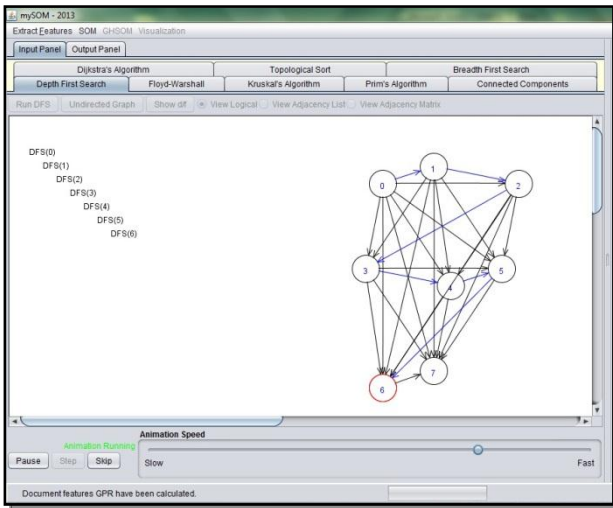 mySOM - 2013
Extract Features SOM GHSOM Visualization
Input Panel Output Panel
Dijkstra's Algorithm Topological Sort Breadth First Search
Depth First Search Floyd-Warshall Kruskal's Algorithm Prim's Algorithm Connected Components
Run DFS Undirected Graph Show dif View Logical View Adjacency List View Adjacency Matrix
DFS(0)
DFS(1)
DFS(2)
DFS(3)
DFS(4)
DFS(5)
DFS(6)
1
0 2
3 4 5
6 7
Animation Speed
Animation Running
Pause Step Skip Slow Fast
Document features GPR have been calculated.